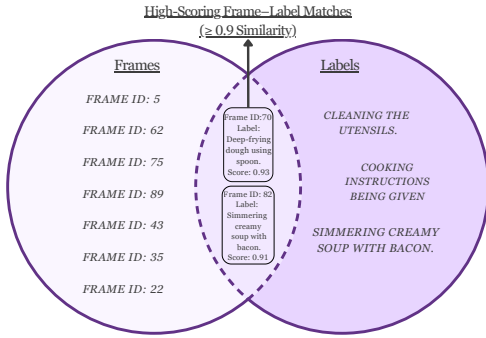 High-Scoring Frame–Label Matches
(≥ 0.9 Similarity)
Frames
FRAME ID: 5
FRAME ID: 62
FRAME ID: 75
FRAME ID: 89
FRAME ID: 43
FRAME ID: 35
FRAME ID: 22
Frame ID:70
Label:
Deep-frying
dough using
spoon.
Score: 0.93
Frame ID: 82
Label:
Simmering
creamy
soup with
bacon.
Score: 0.91
Labels
CLEANING THE
UTENSILS.
COOKING
INSTRUCTIONS
BEING GIVEN
SIMMERING CREAMY
SOUP WITH BACON.